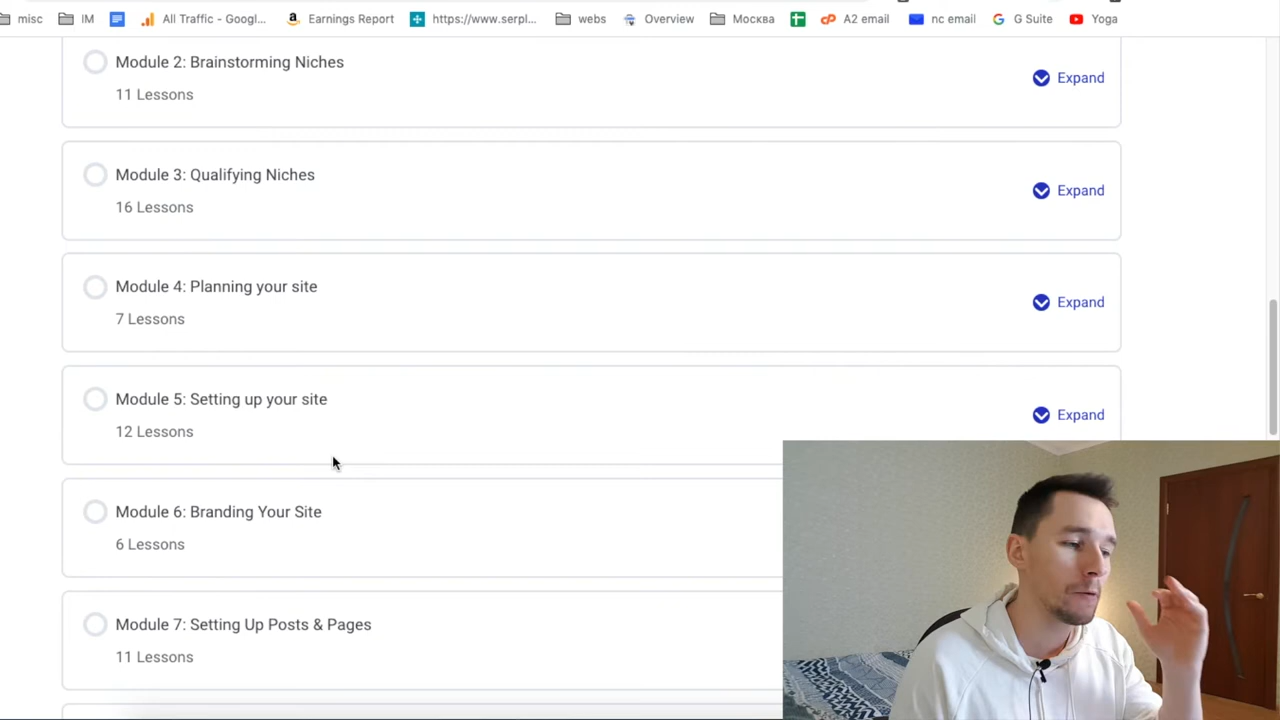 misc IM All Traffic - Googl... Earnings Report https://www.serpl... webs Overview Москва A2 email nc email G Suite Yoga
Module 2: Brainstorming Niches
Expand
11 Lessons
Module 3: Qualifying Niches
Expand
16 Lessons
Module 4: Planning your site
Expand
7 Lessons
Module 5: Setting up your site
Expand
12 Lessons
Module 6: Branding Your Site
6 Lessons
Module 7: Setting Up Posts & Pages
11 Lessons